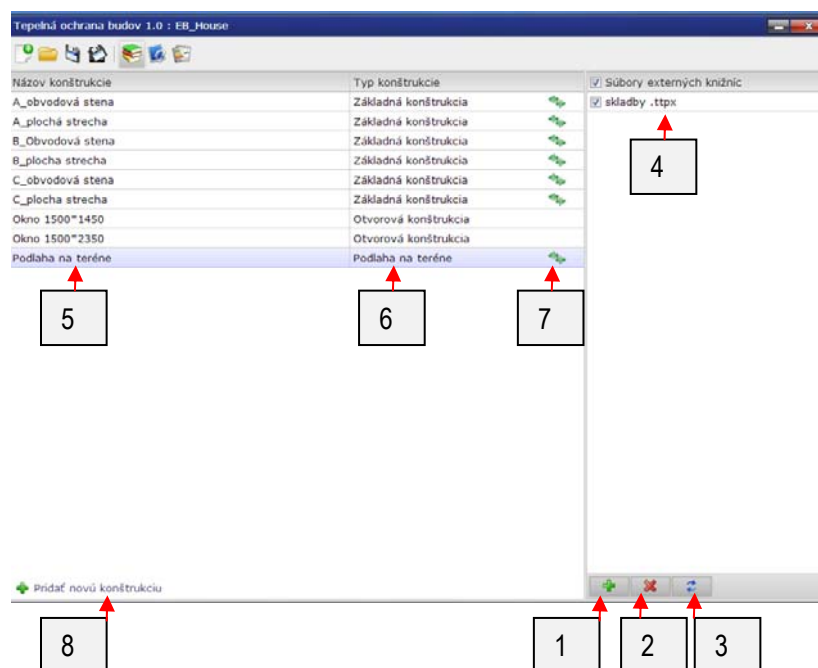 Tepelná ochrana budov 1.0 : EB_House
Názov konštrukcie Typ konštrukcie Súbory externých knižníc
A_obvodová stena Základná konštrukcia skladby .ttpx
A_plochá strecha Základná konštrukcia
B_Obvodová stena Základná konštrukcia
B_plocha strecha Základná konštrukcia
C_obvodová stena Základná konštrukcia
C_plocha strecha Základná konštrukcia
Okno 1500*1450 Otvorová konštrukcia
Okno 1500*2350 Otvorová konštrukcia
Podlaha na teréne Podlaha na teréne
4
5 6 7
Pridať novú konštrukciu
8 1 2 3